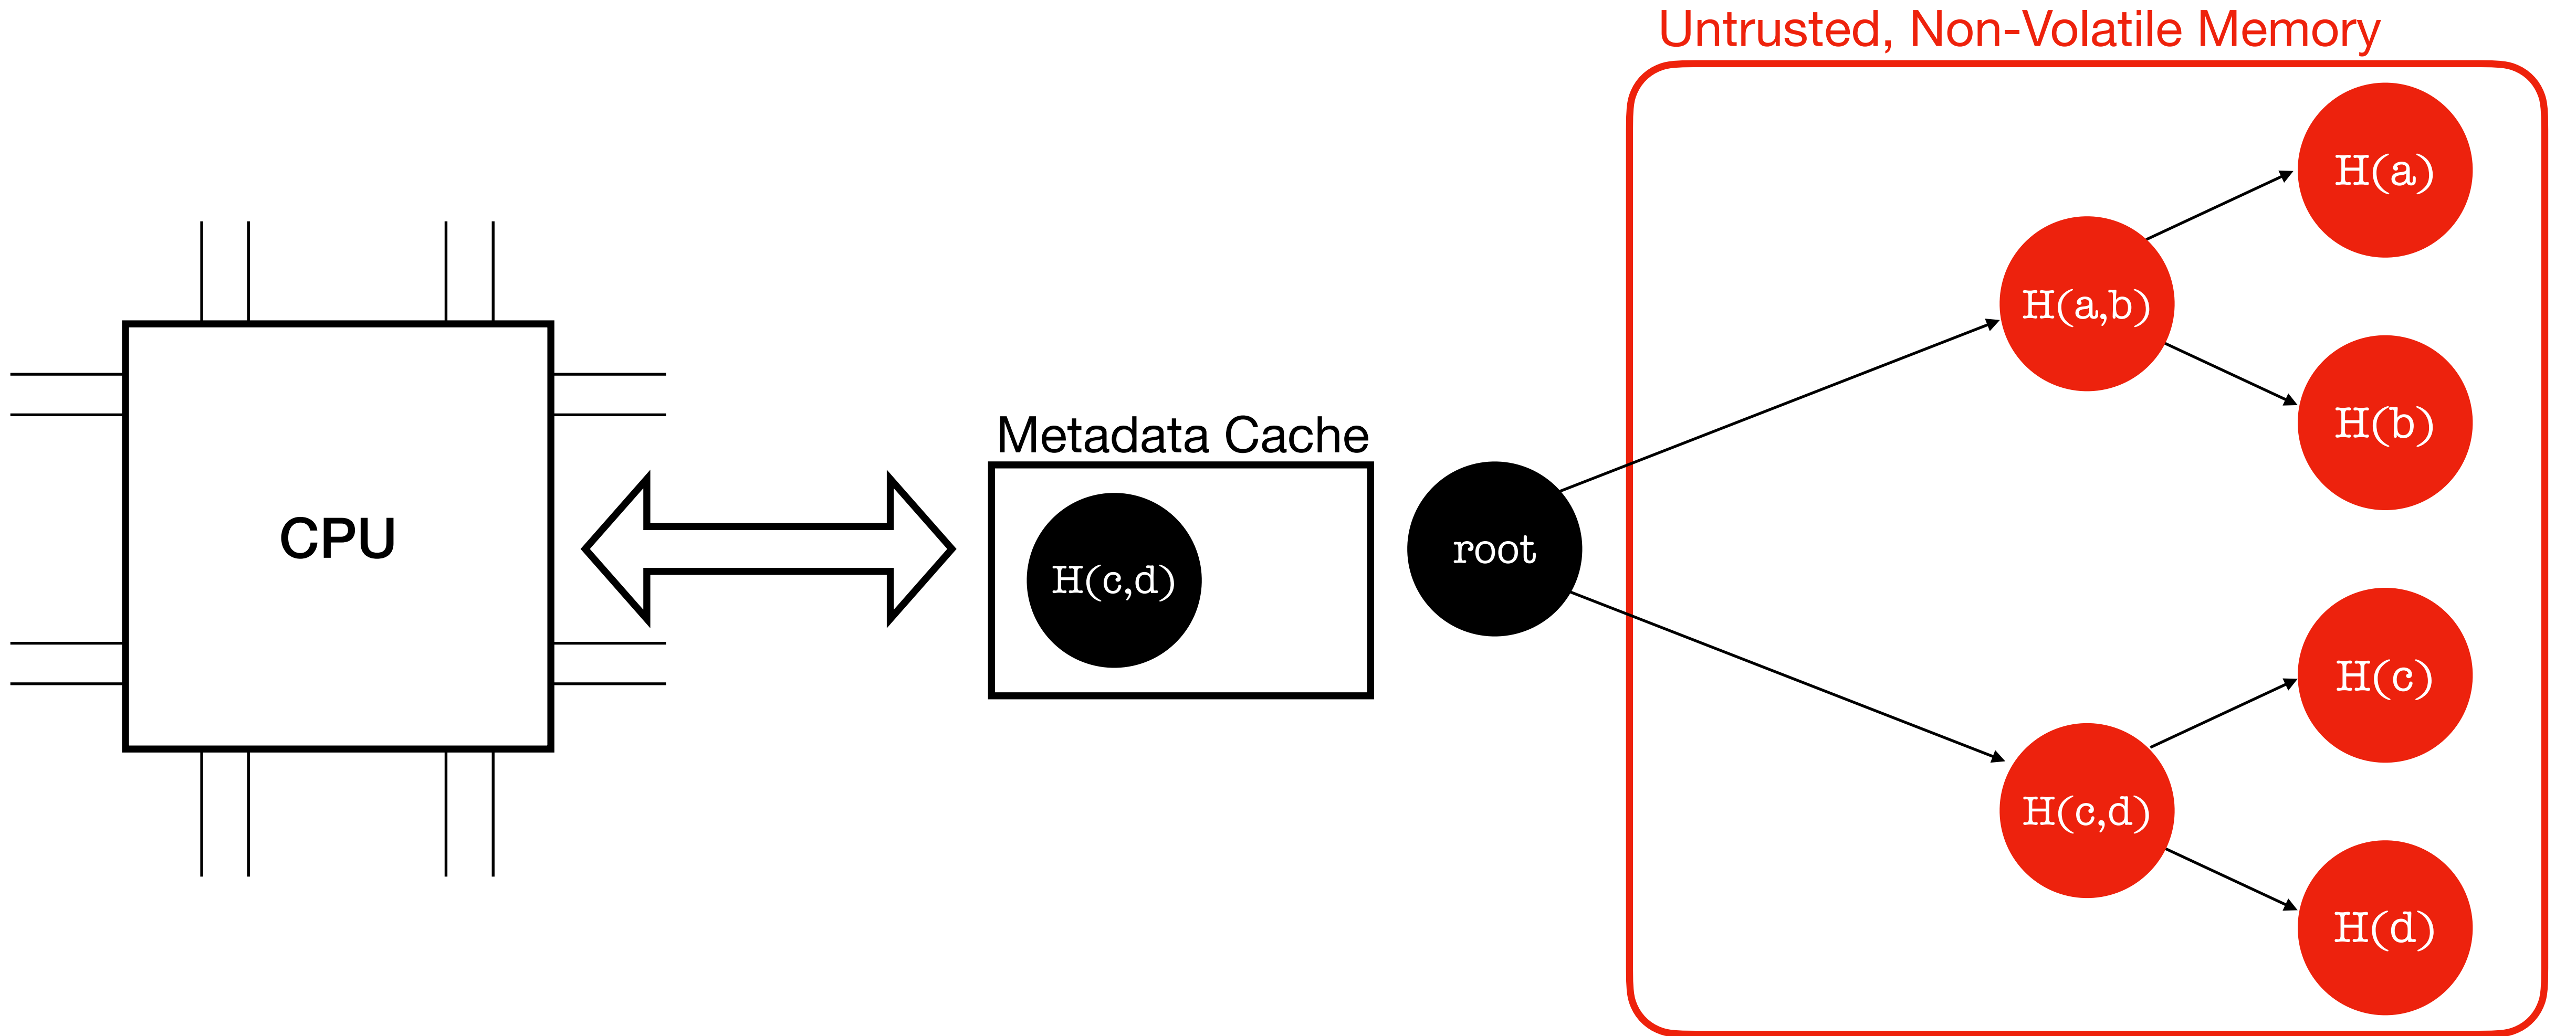 Untrusted, Non-Volatile Memory
H(a)
H(a,b)
H(b)
Metadata Cache
CPU
H(c,d)
root
H(c)
H(c,d)
H(d)